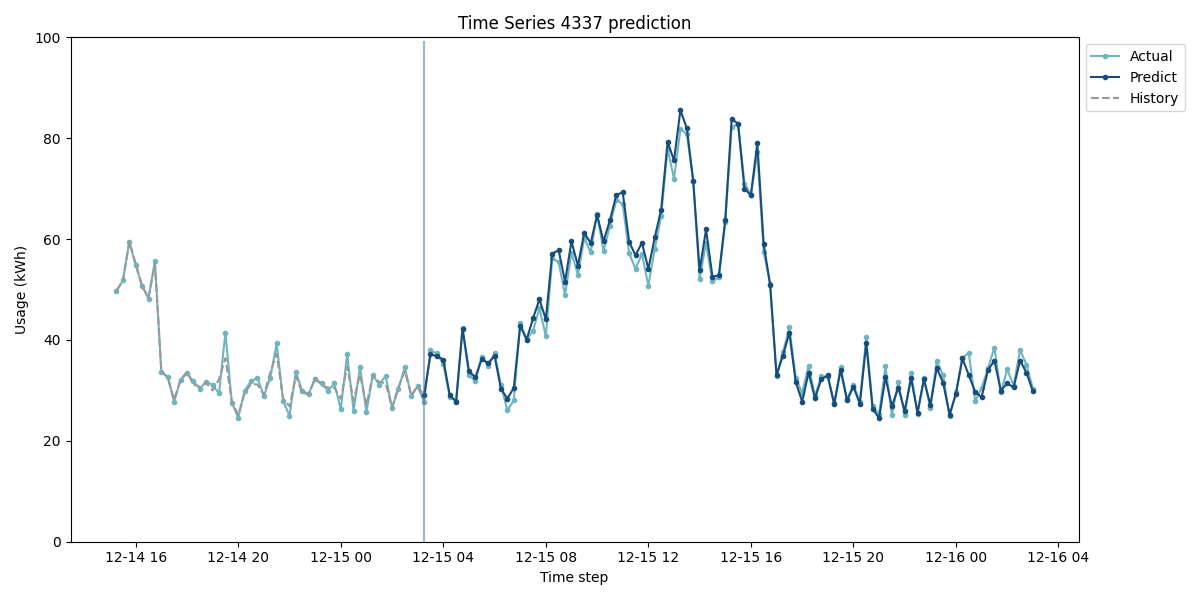 Time Series 4337 prediction
100
80
60
40
20
0
Usage (kWh)
12-14 16
12-14 20
12-15 00
12-15 04
12-15 08
12-15 12
12-15 16
12-15 20
12-16 00
12-16 04
Time step
Actual
Predict
History